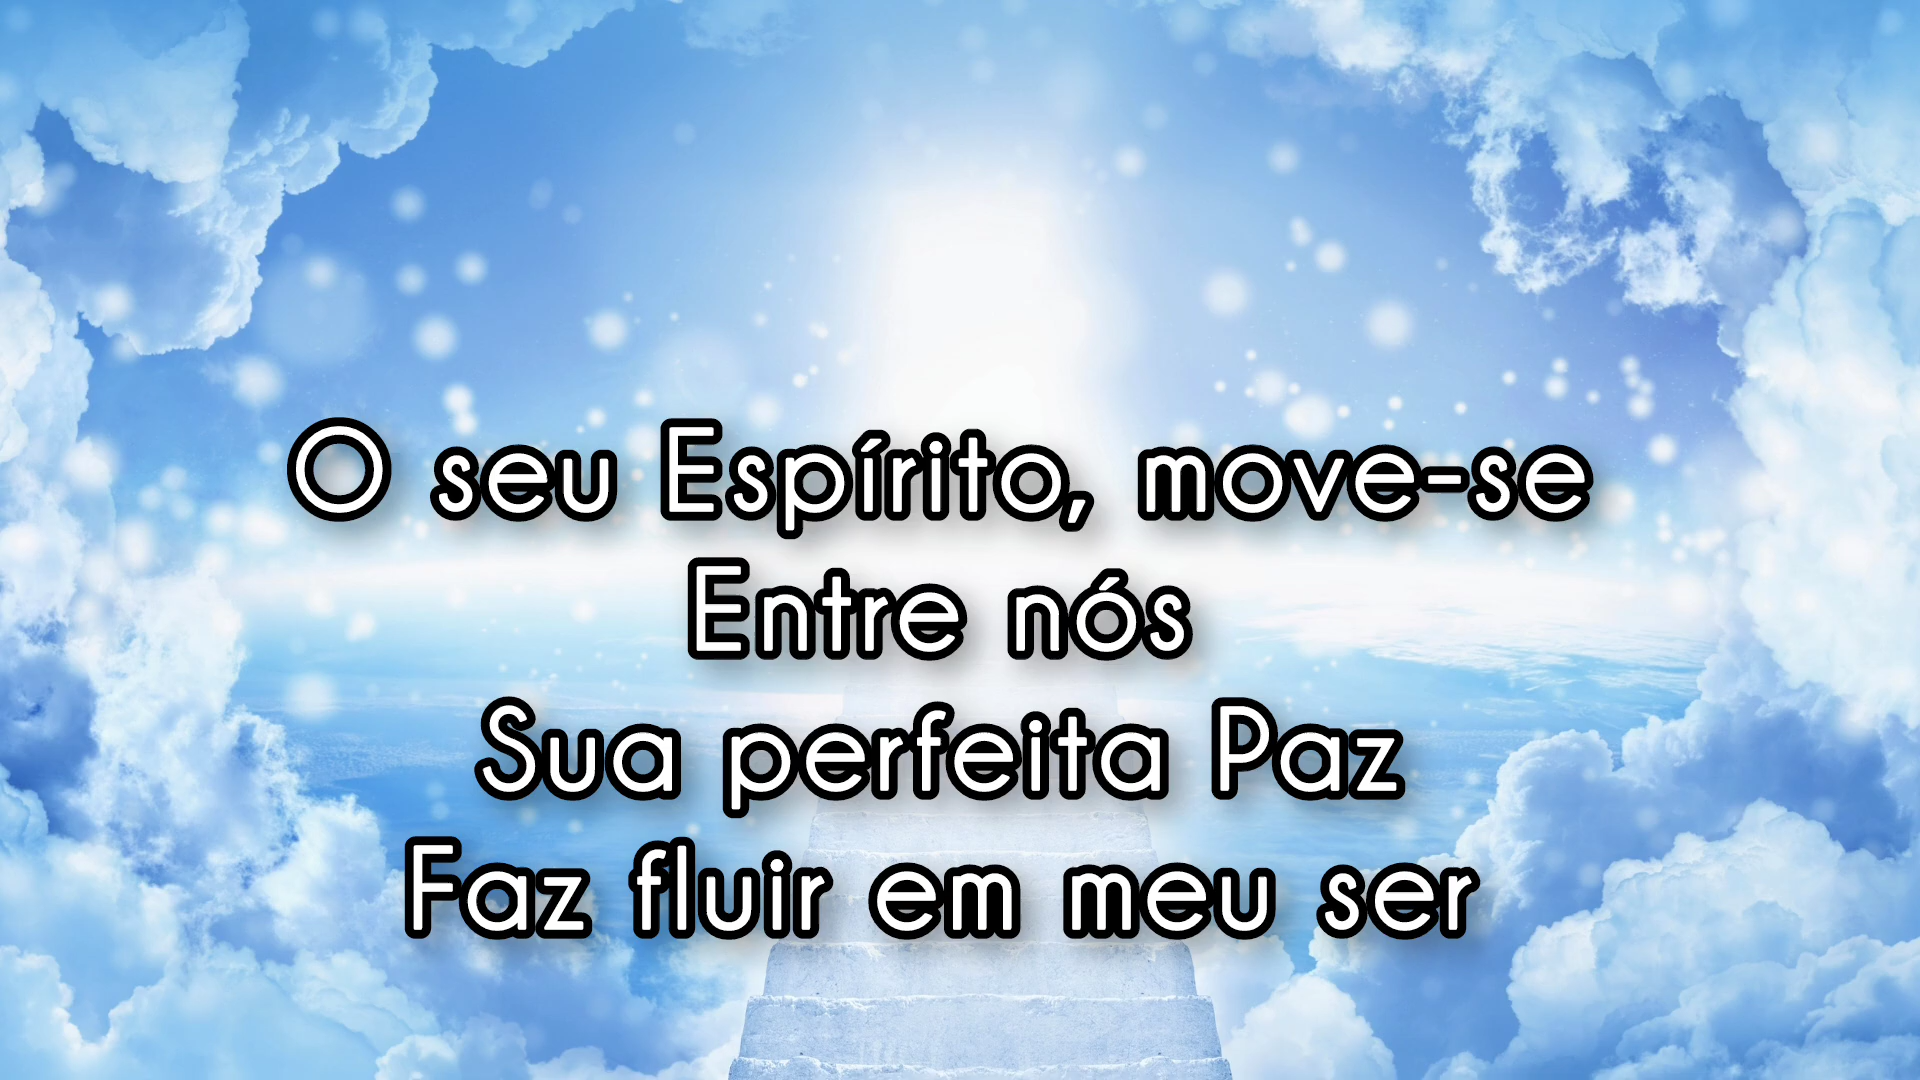 O seu Espírito, move-se
Entre nós
Sua perfeita Paz
Faz fluir em meu ser